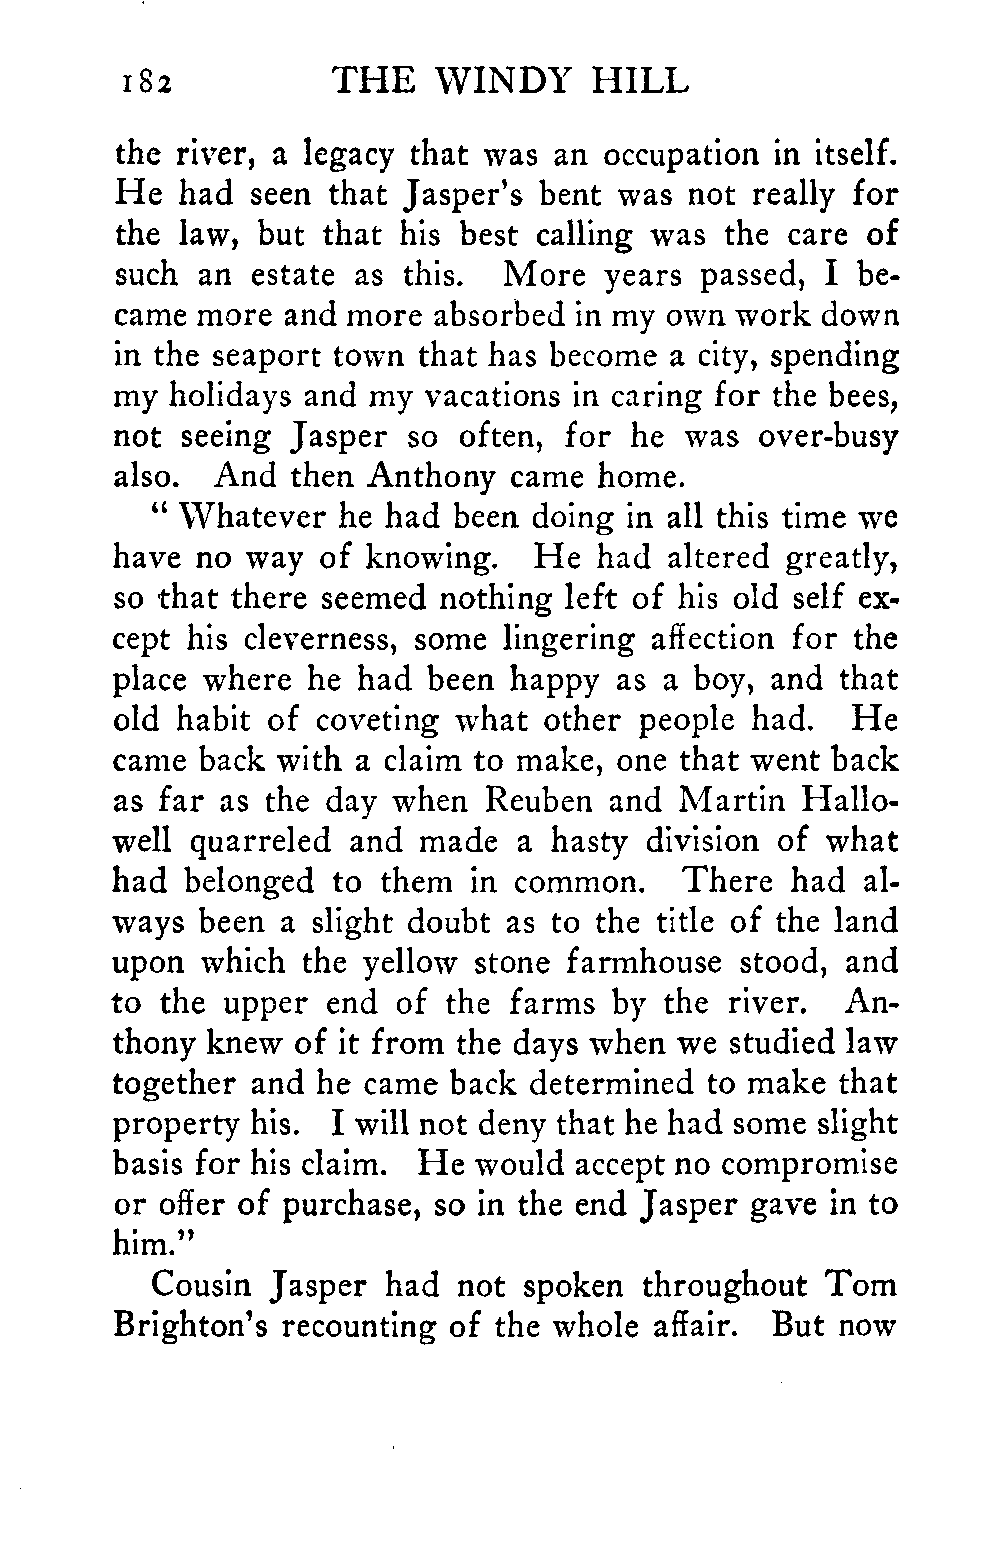 182 THE WINDY HILL
the river, a legacy that was an occupation in itself.
He had seen that Jasper's bent was not really for
the law, but that his best calling was the care of
such an estate as this. More years passed, I be-
came more and more absorbed in my own work down
in the seaport town that has become a city, spending
my holidays and my vacations in caring for the bees,
not seeing Jasper so often, for he was over-busy
also. And then Anthony came home.
“ Whatever he had been doing in all this time we
have no way of knowing. He had altered greatly,
so that there seemed nothing left of his old self ex-
cept his cleverness, some lingering affection for the
place where he had been happy as a boy, and that
old habit of coveting what other people had. He
came back with a claim to make, one that went back
as far as the day when Reuben and Martin Hallo-
well quarreled and made a hasty division of what
had belonged to them in common. There had al-
ways been a slight doubt as to the title of the land
upon which the yellow stone farmhouse stood, and
to the upper end of the farms by the river. An-
thony knew of it from the days when we studied law
together and he came back determined to make that
property his. I will not deny that he had some slight
basis for his claim. He would accept no compromise
or offer of purchase, so in the end Jasper gave in to
him.”
Cousin Jasper had not spoken throughout Tom
Brighton's recounting of the whole affair. But now